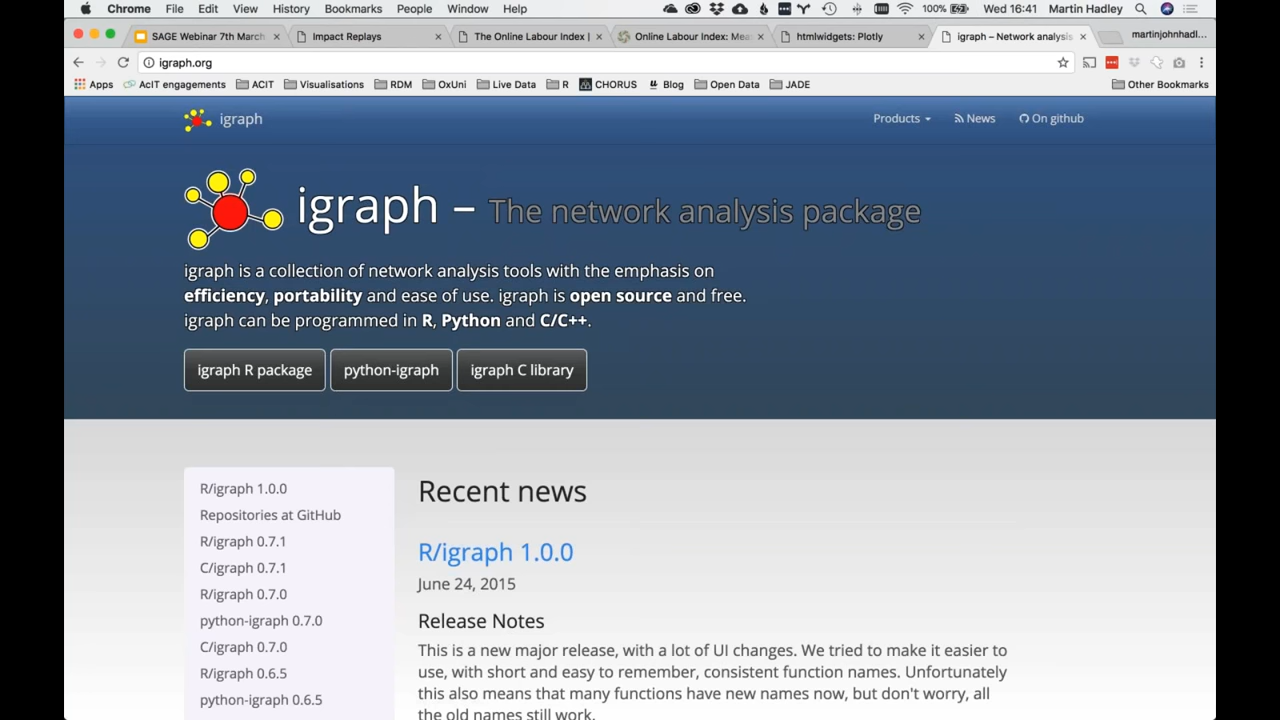 Chrome File Edit View History Bookmarks People Window Help 100% Wed 16:41 Martin Hadley
SAGE Webinar 7th March Impact Replays The Online Labour Index | Online Labour Index: Mea htmlwidgets: Plotly igraph – Network analysis martinjohnhadl...
igraph.org
Apps AcIT engagements ACIT Visualisations RDM OxUni Live Data R CHORUS Blog Open Data JADE Other Bookmarks
igraph Products News On github
igraph – The network analysis package
igraph is a collection of network analysis tools with the emphasis on
efficiency, portability and ease of use. igraph is open source and free.
igraph can be programmed in R, Python and C/C++.
igraph R package python-igraph igraph C library
R/igraph 1.0.0
Repositories at GitHub
R/igraph 0.7.1
C/igraph 0.7.1
R/igraph 0.7.0
python-igraph 0.7.0
C/igraph 0.7.0
R/igraph 0.6.5
python-igraph 0.6.5
Recent news
R/igraph 1.0.0
June 24, 2015
Release Notes
This is a new major release, with a lot of UI changes. We tried to make it easier to
use, with short and easy to remember, consistent function names. Unfortunately
this also means that many functions have new names now, but don't worry, all
the old names still work.